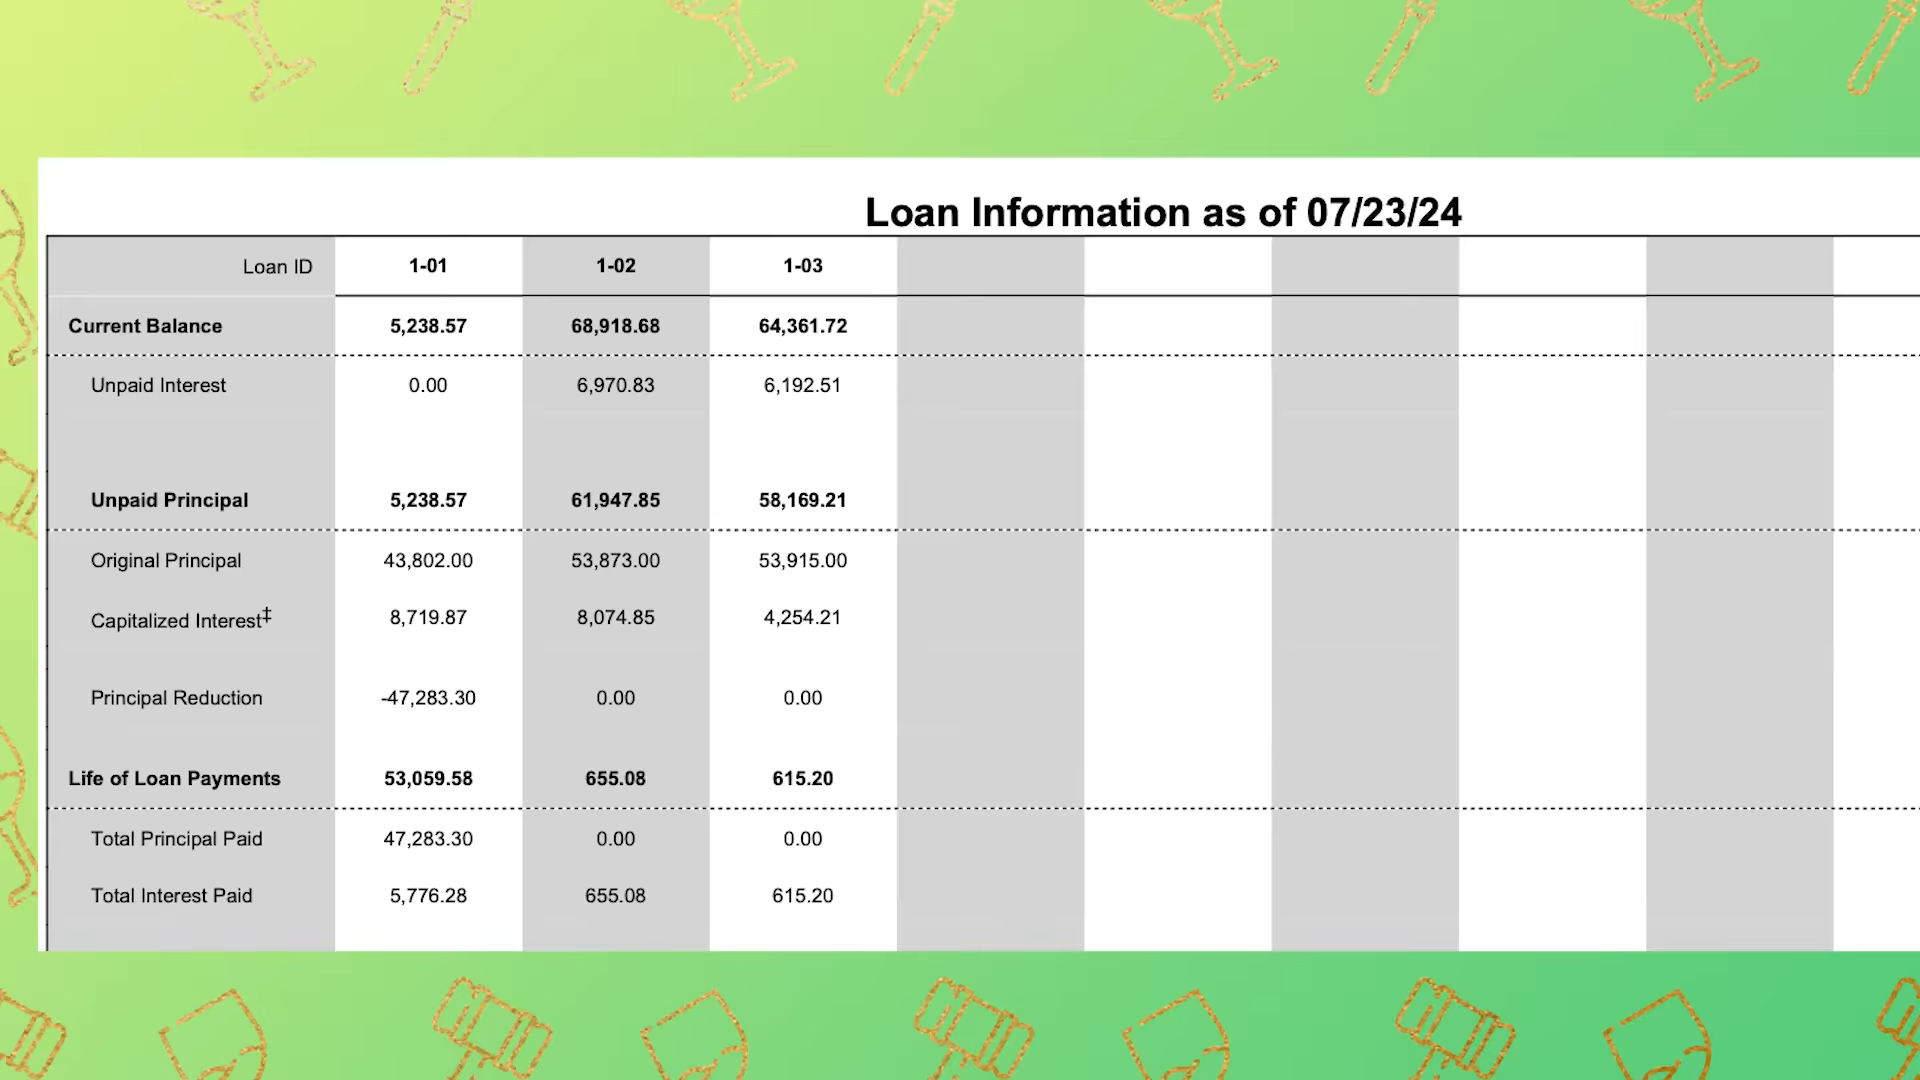 Loan Information as of 07/23/24
Loan ID 1-01 1-02 1-03
Current Balance 5,238.57 68,918.68 64,361.72
Unpaid Interest 0.00 6,970.83 6,192.51
Unpaid Principal 5,238.57 61,947.85 58,169.21
Original Principal 43,802.00 53,873.00 53,915.00
Capitalized Interest‡ 8,719.87 8,074.85 4,254.21
Principal Reduction -47,283.30 0.00 0.00
Life of Loan Payments 53,059.58 655.08 615.20
Total Principal Paid 47,283.30 0.00 0.00
Total Interest Paid 5,776.28 655.08 615.20